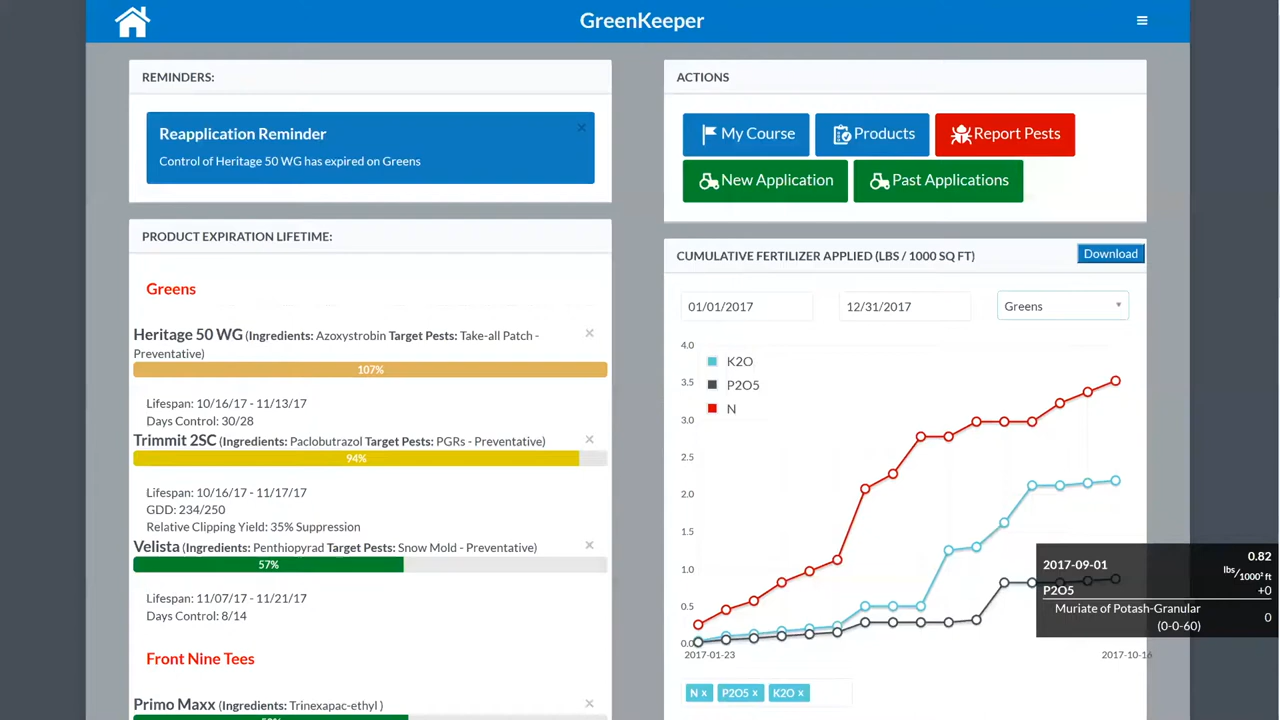 GreenKeeper
REMINDERS:
Reapplication Reminder
×
Control of Heritage 50 WG has expired on Greens
PRODUCT EXPIRATION LIFETIME:
Greens
Heritage 50 WG (Ingredients: Azoxystrobin Target Pests: Take-all Patch -
Preventative)
×
107%
Lifespan: 10/16/17 - 11/13/17
Days Control: 30/28
Trimmit 2SC (Ingredients: Paclobutrazol Target Pests: PGRs - Preventative)
×
94%
Lifespan: 10/16/17 - 11/17/17
GDD: 234/250
Relative Clipping Yield: 35% Suppression
Velista (Ingredients: Penthiopyrad Target Pests: Snow Mold - Preventative)
×
57%
Lifespan: 11/07/17 - 11/21/17
Days Control: 8/14
Front Nine Tees
Primo Maxx (Ingredients: Trinexapac-ethyl )
×
ACTIONS
My Course
Products
Report Pests
New Application
Past Applications
CUMULATIVE FERTILIZER APPLIED (LBS / 1000 SQ FT)
Download
01/01/2017
12/31/2017
Greens
4.0
3.5
3.0
2.5
2.0
1.5
1.0
0.5
0.0
K2O
P2O5
N
2017-01-23
2017-10-16
2017-09-01
0.82
lbs/1000² ft
P2O5
+0
Muriate of Potash-Granular
(0-0-60)
0
N ×
P2O5 ×
K2O ×